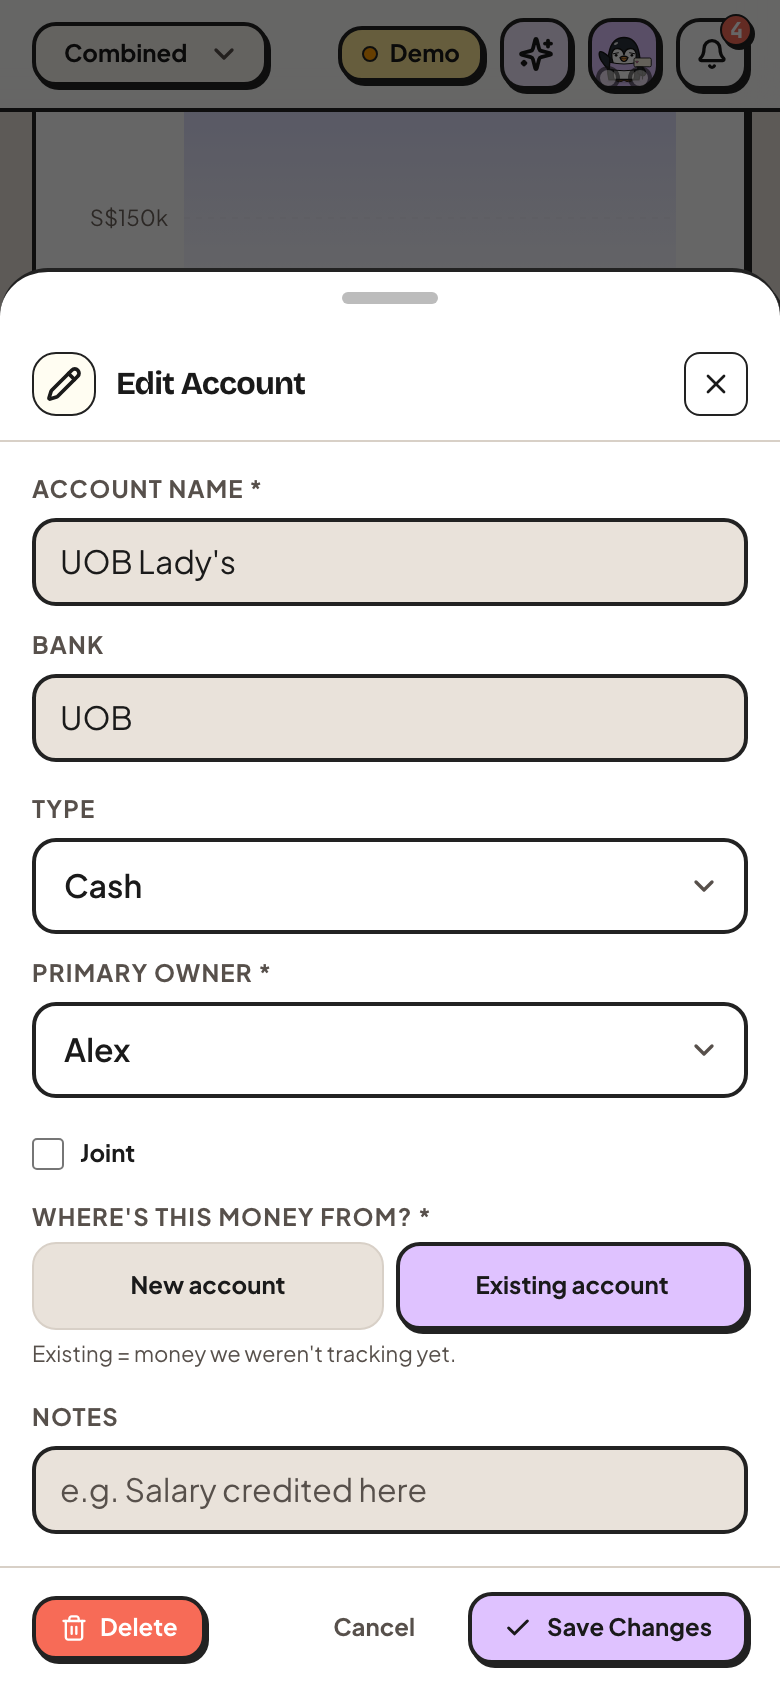 Combined
Demo
4
S$150k
Edit Account
ACCOUNT NAME *
UOB Lady's
BANK
UOB
TYPE
Cash
PRIMARY OWNER *
Alex
Joint
WHERE'S THIS MONEY FROM? *
New account
Existing account
Existing = money we weren't tracking yet.
NOTES
e.g. Salary credited here
Delete
Cancel
Save Changes